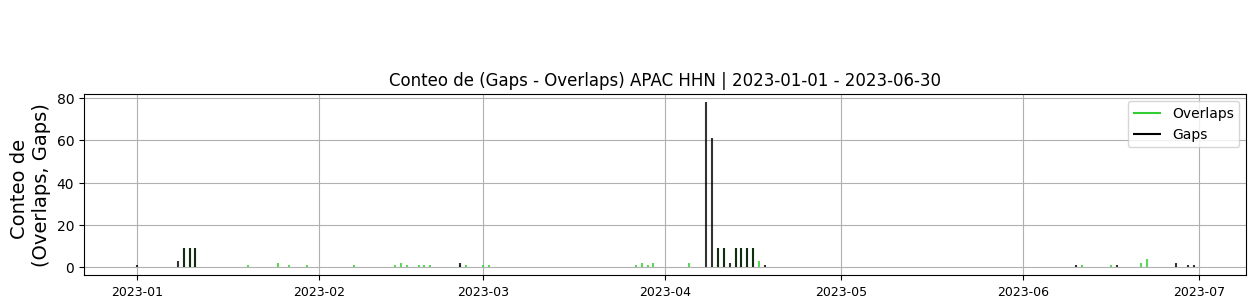 Conteo de (Gaps - Overlaps) APAC HHN | 2023-01-01 - 2023-06-30
Conteo de
(Overlaps, Gaps)
80
60
40
20
0
Overlaps
Gaps
2023-01
2023-02
2023-03
2023-04
2023-05
2023-06
2023-07